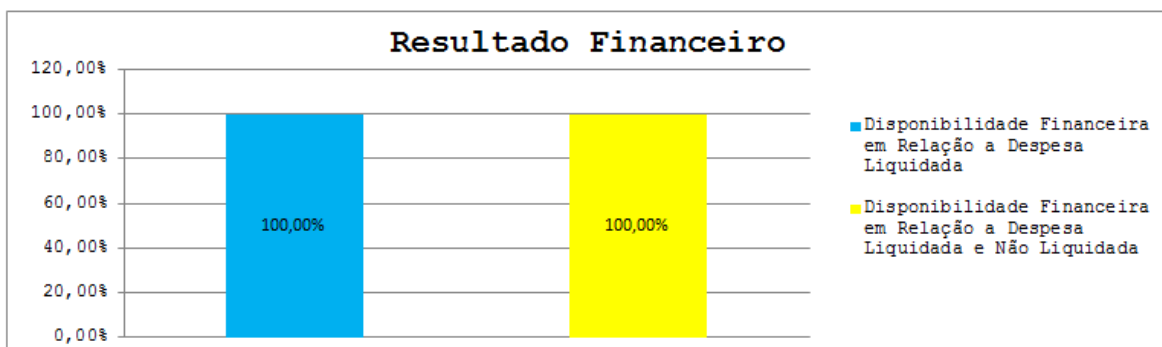 Resultado Financeiro
120,00%
100,00%
80,00%
60,00%
40,00%
20,00%
0,00%
100,00%
100,00%
Disponibilidade Financeira
em Relação a Despesa
Liquidada
Disponibilidade Financeira
em Relação a Despesa
Liquidada e Não Liquidada